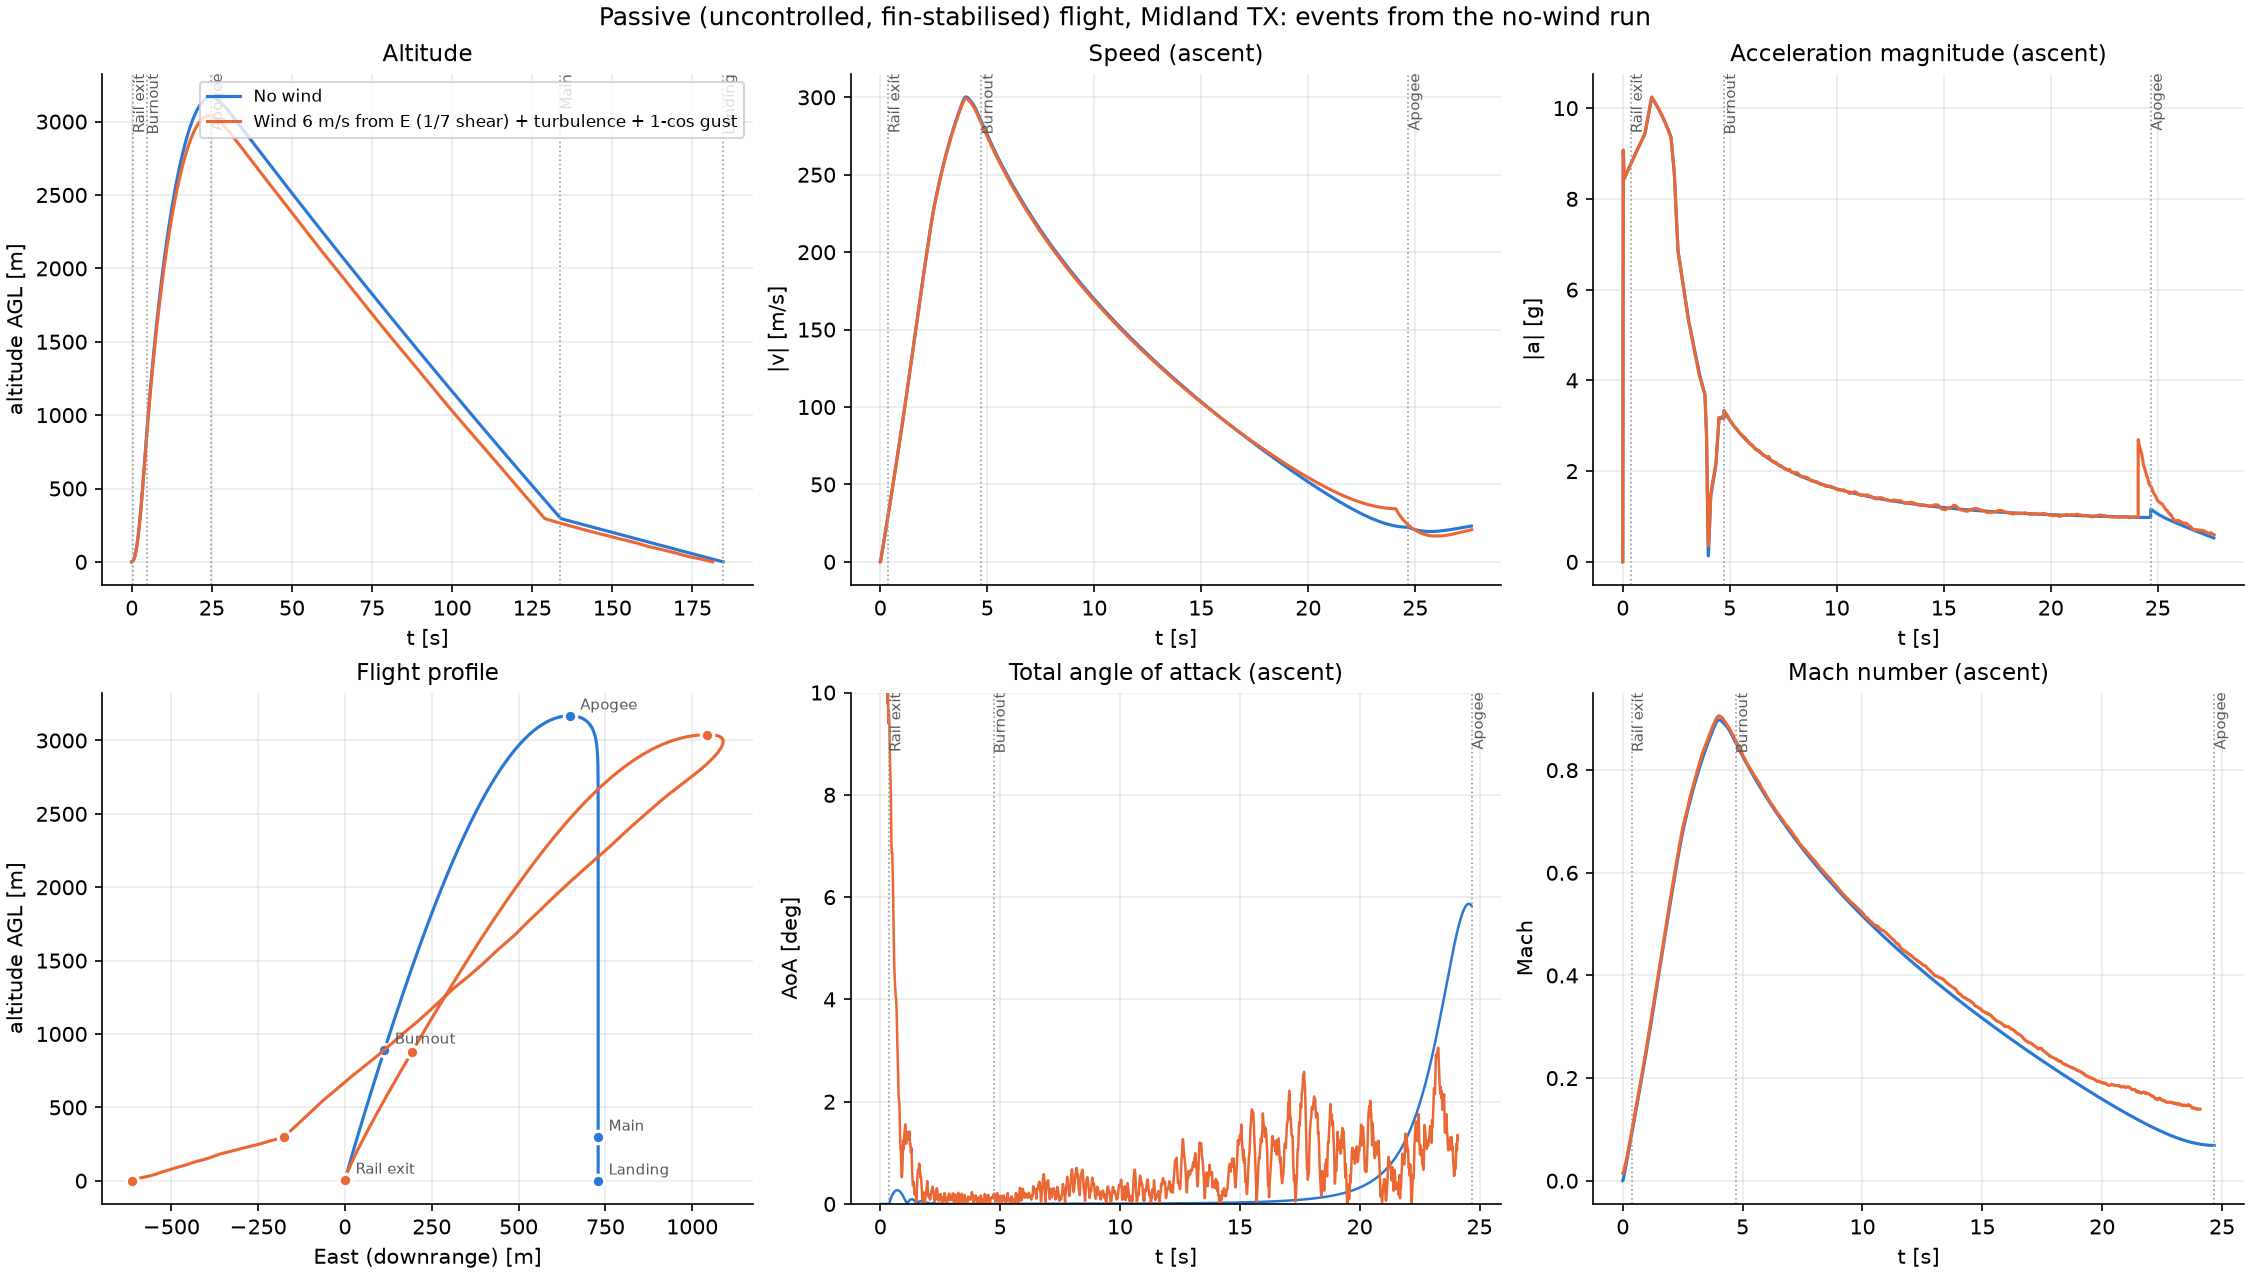 Passive (uncontrolled, fin-stabilised) flight, Midland TX: events from the no-wind run
Altitude
Rail exit
Burnout
Apogee
Main
Landing
No wind
Wind 6 m/s from E (1/7 shear) + turbulence + 1-cos gust
altitude AGL [m]
3000
2500
2000
1500
1000
500
0
0 25 50 75 100 125 150 175
t [s]
Speed (ascent)
Rail exit
Burnout
Apogee
|v| [m/s]
300
250
200
150
100
50
0
0 5 10 15 20 25
t [s]
Acceleration magnitude (ascent)
Rail exit
Burnout
Apogee
|a| [g]
10
8
6
4
2
0
0 5 10 15 20 25
t [s]
Flight profile
Apogee
Burnout
Main
Rail exit
Landing
altitude AGL [m]
3000
2500
2000
1500
1000
500
0
−500 −250 0 250 500 750 1000
East (downrange) [m]
Total angle of attack (ascent)
Rail exit
Burnout
Apogee
AoA [deg]
10
8
6
4
2
0
0 5 10 15 20 25
t [s]
Mach number (ascent)
Rail exit
Burnout
Apogee
Mach
0.8
0.6
0.4
0.2
0.0
0 5 10 15 20 25
t [s]